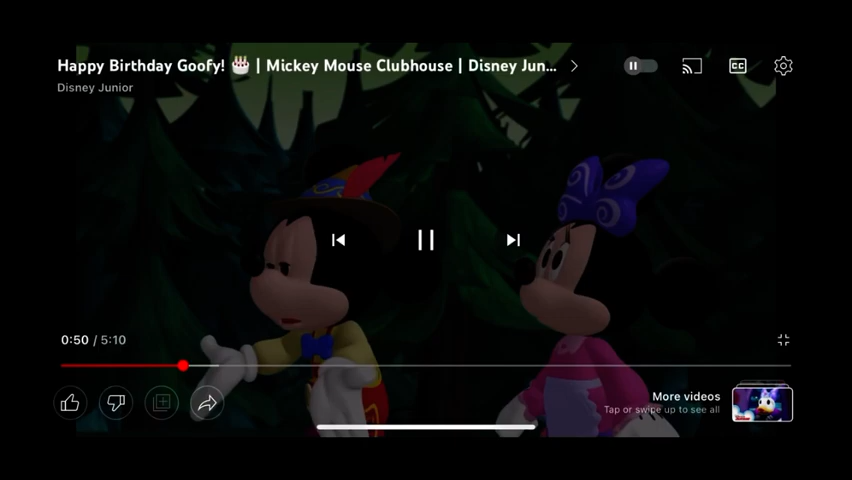 Happy Birthday Goofy! 🎂 | Mickey Mouse Clubhouse | Disney Jun...
Disney Junior
CC
0:50 / 5:10
More videos
Tap or swipe up to see all